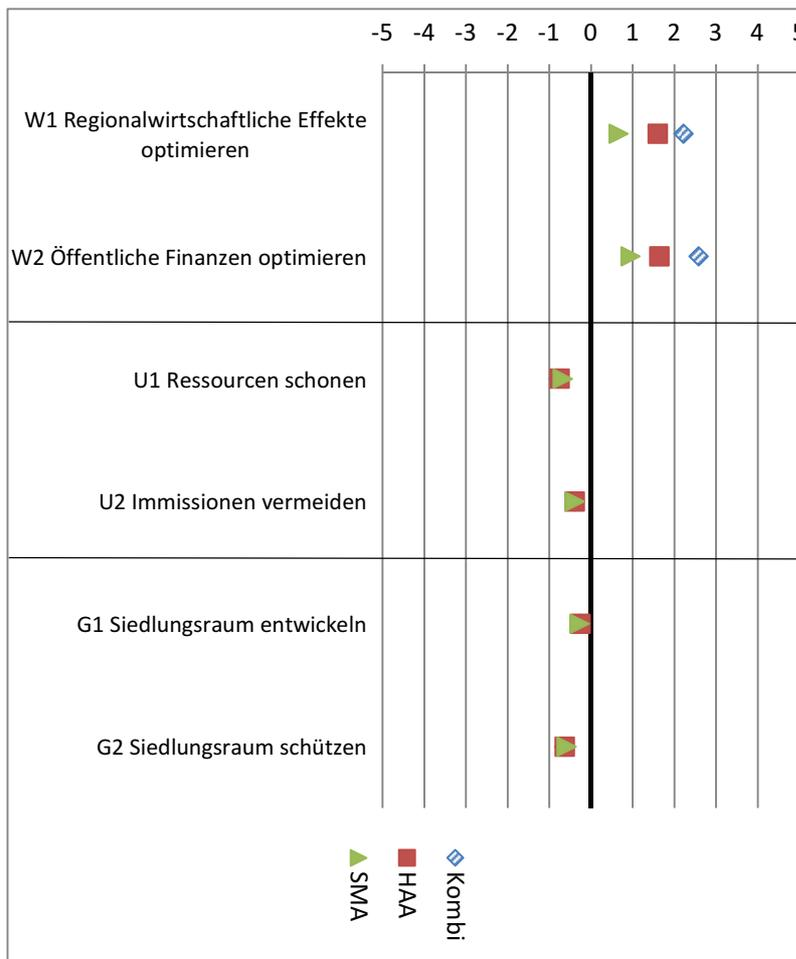 -5 -4 -3 -2 -1 0 1 2 3 4 5
W1 Regionalwirtschaftliche Effekte
optimieren
W2 Öffentliche Finanzen optimieren
U1 Ressourcen schonen
U2 Immissionen vermeiden
G1 Siedlungsraum entwickeln
G2 Siedlungsraum schützen
SMA
HAA
Kombi